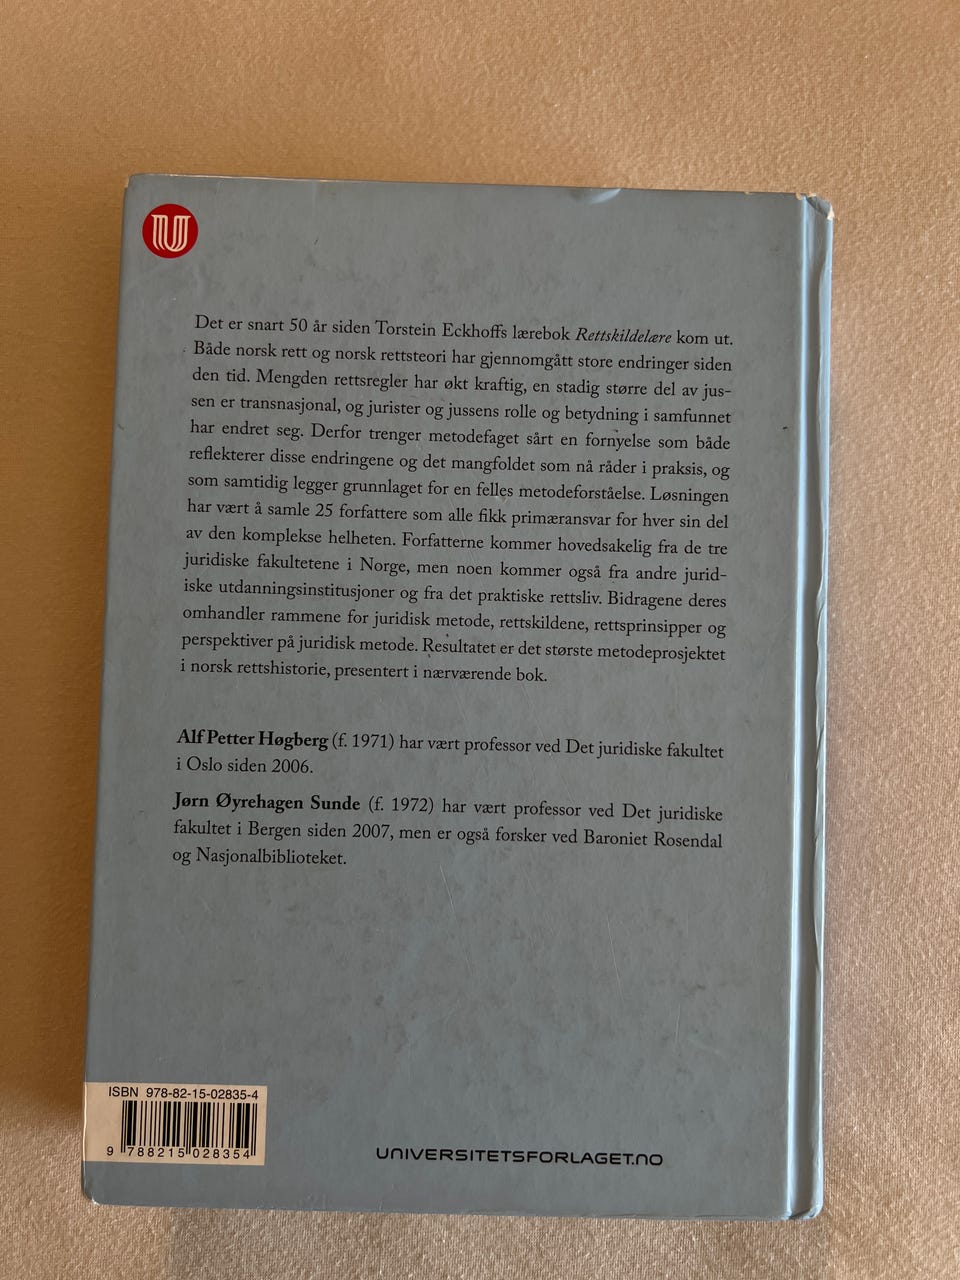 U
Det er snart 50 år siden Torstein Eckhoffs lærebok Rettskildelære kom ut.
Både norsk rett og norsk rettsteori har gjennomgått store endringer siden
den tid. Mengden rettsregler har økt kraftig, en stadig større del av jus-
sen er transnasjonal, og jurister og jussens rolle og betydning i samfunnet
har endret seg. Derfor trenger metodefaget sårt en fornyelse som både
reflekterer disse endringene og det mangfoldet som nå råder i praksis, og
som samtidig legger grunnlaget for en felles metodeforståelse. Løsningen
har vært å samle 25 forfattere som alle fikk primæransvar for hver sin del
av den komplekse helheten. Forfatterne kommer hovedsakelig fra de tre
juridiske fakultetene i Norge, men noen kommer også fra andre jurid-
iske utdanningsinstitusjoner og fra det praktiske rettsliv. Bidragene deres
omhandler rammene for juridisk metode, rettskildene, rettsprinsipper og
perspektiver på juridisk metode. Resultatet er det største metodeprosjektet
i norsk rettshistorie, presentert i nærværende bok.
Alf Petter Høgberg (f. 1971) har vært professor ved Det juridiske fakultet
i Oslo siden 2006.
Jørn Øyrehagen Sunde (f. 1972) har vært professor ved Det juridiske
fakultet i Bergen siden 2007, men er også forsker ved Baroniet Rosendal
og Nasjonalbiblioteket.
ISBN 978-82-15-02835-4
9 788215 028354
UNIVERSITETSFORLAGET.NO